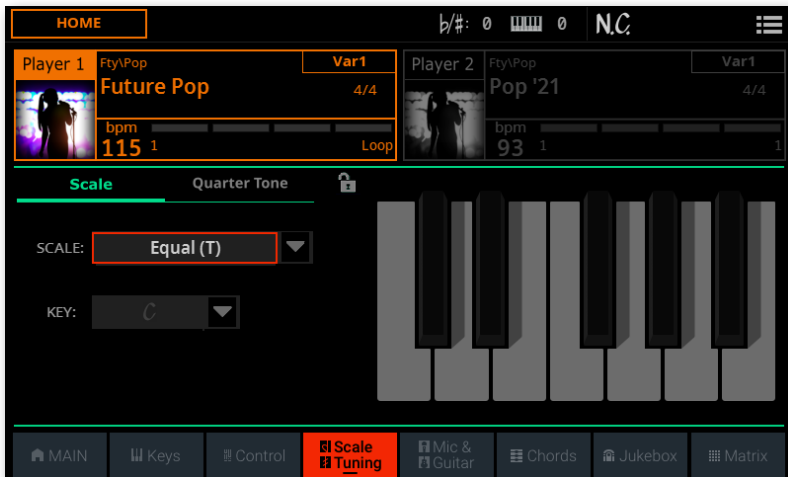 HOME
♭/#: 0 0 N.C.
Player 1 Fty\Pop Var1
Future Pop 4/4
bpm
115 1 Loop
Player 2 Fty\Pop Var1
Pop '21 4/4
bpm
93 1 1
Scale Quarter Tone
SCALE: Equal (T)
KEY: C
MAIN Keys Control Scale Tuning Mic & Guitar Chords Jukebox Matrix